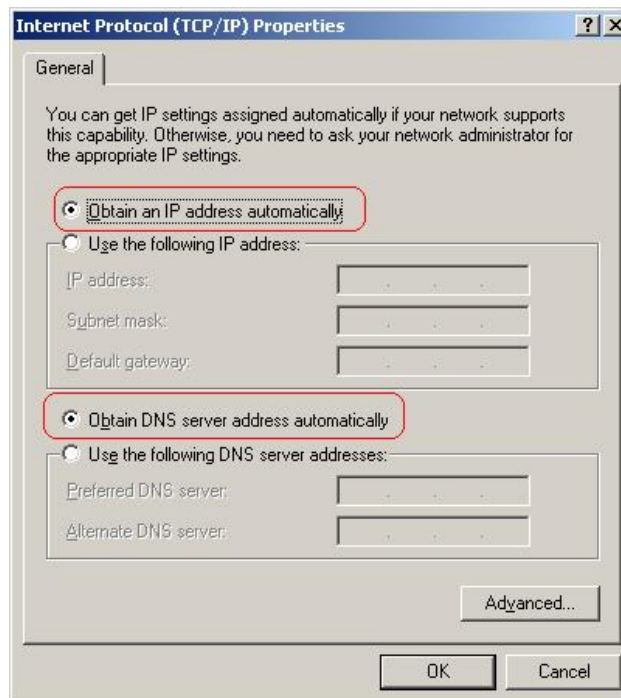 Internet Protocol (TCP/IP) Properties
General
You can get IP settings assigned automatically if your network supports
this capability. Otherwise, you need to ask your network administrator for
the appropriate IP settings.
Obtain an IP address automatically
Use the following IP address:
IP address:
Subnet mask:
Default gateway:
Obtain DNS server address automatically
Use the following DNS server addresses:
Preferred DNS server:
Alternate DNS server:
Advanced...
OK Cancel